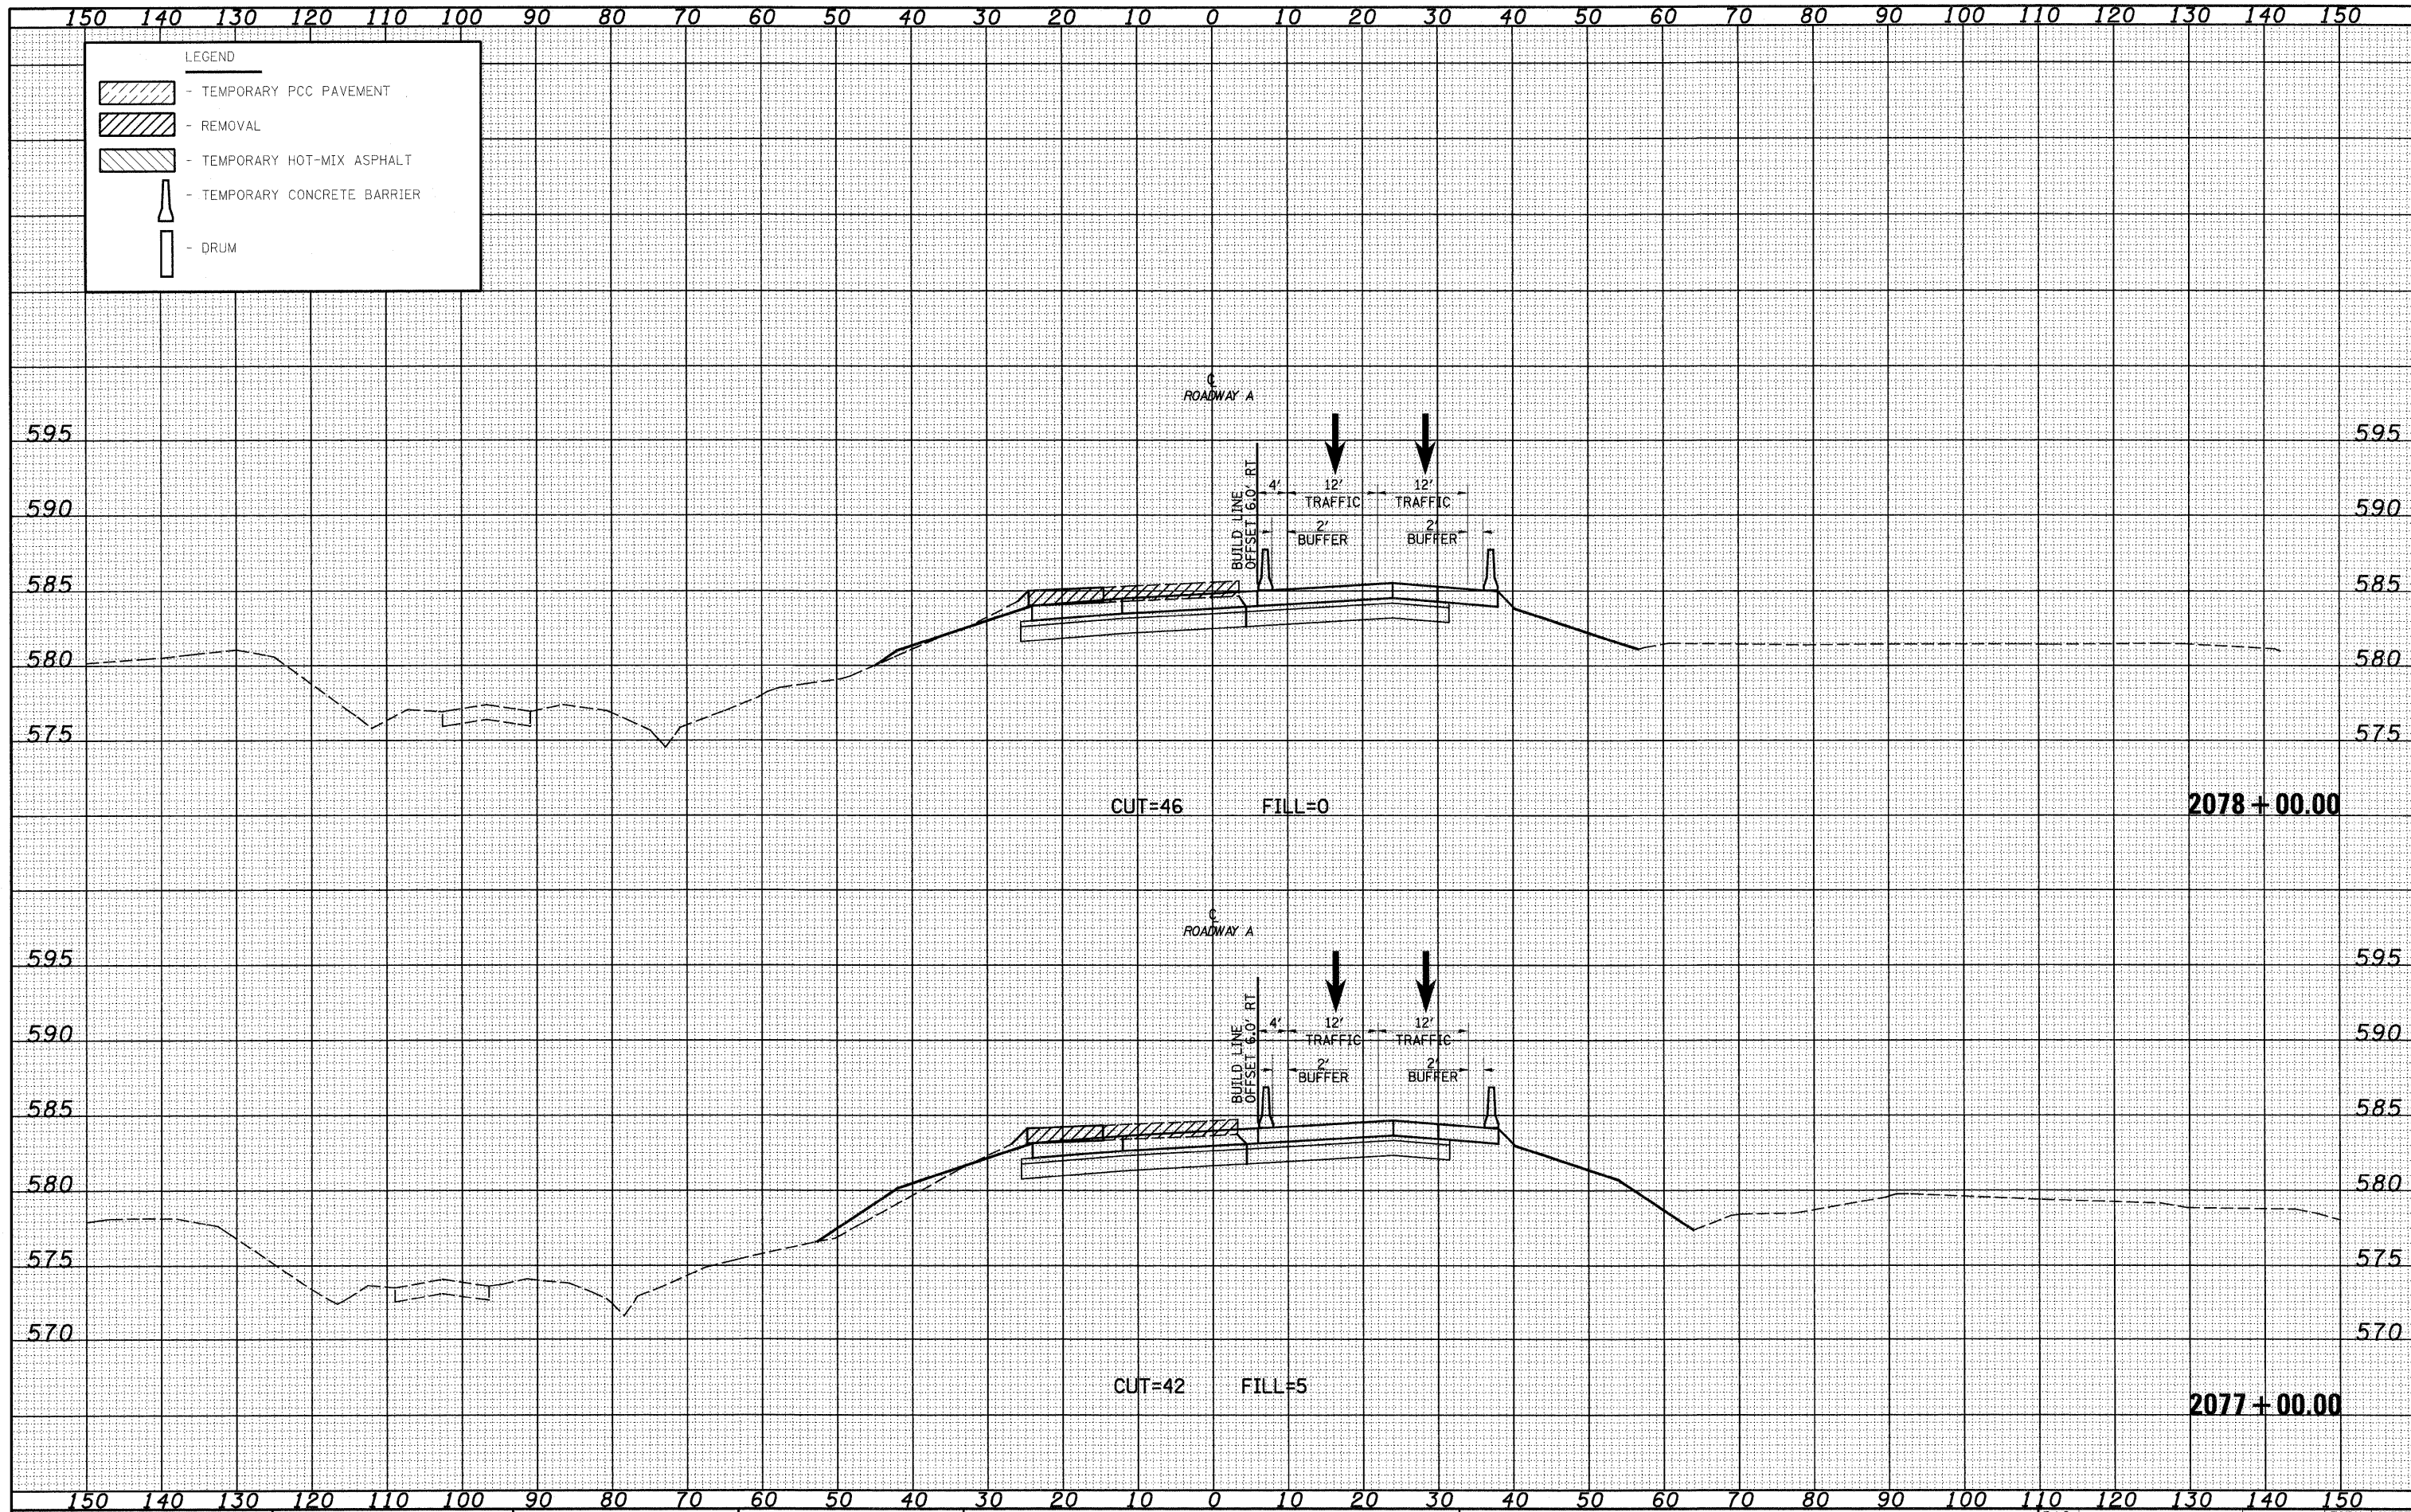 150 140 130 120 110 100 90 80 70 60 50 40 30 20 10 0 10 20 30 40 50 60 70 80 90 100 110 120 130 140 150
LEGEND
- TEMPORARY PCC PAVEMENT
- REMOVAL
- TEMPORARY HOT-MIX ASPHALT
- TEMPORARY CONCRETE BARRIER
- DRUM
℄
ROADWAY A
595 595
BUILD LINE
OFFSET 6.0' RT
4' 12' 12'
TRAFFIC TRAFFIC
590 590
2' 2'
BUFFER BUFFER
585 585
580 580
575 575
CUT=46 FILL=0 2078+00.00
℄
ROADWAY A
595 595
BUILD LINE
OFFSET 6.0' RT
4' 12' 12'
TRAFFIC TRAFFIC
590 590
2' 2'
BUFFER BUFFER
585 585
580 580
575 575
570 570
CUT=42 FILL=5
2077+00.00
150 140 130 120 110 100 90 80 70 60 50 40 30 20 10 0 10 20 30 40 50 60 70 80 90 100 110 120 130 140 150